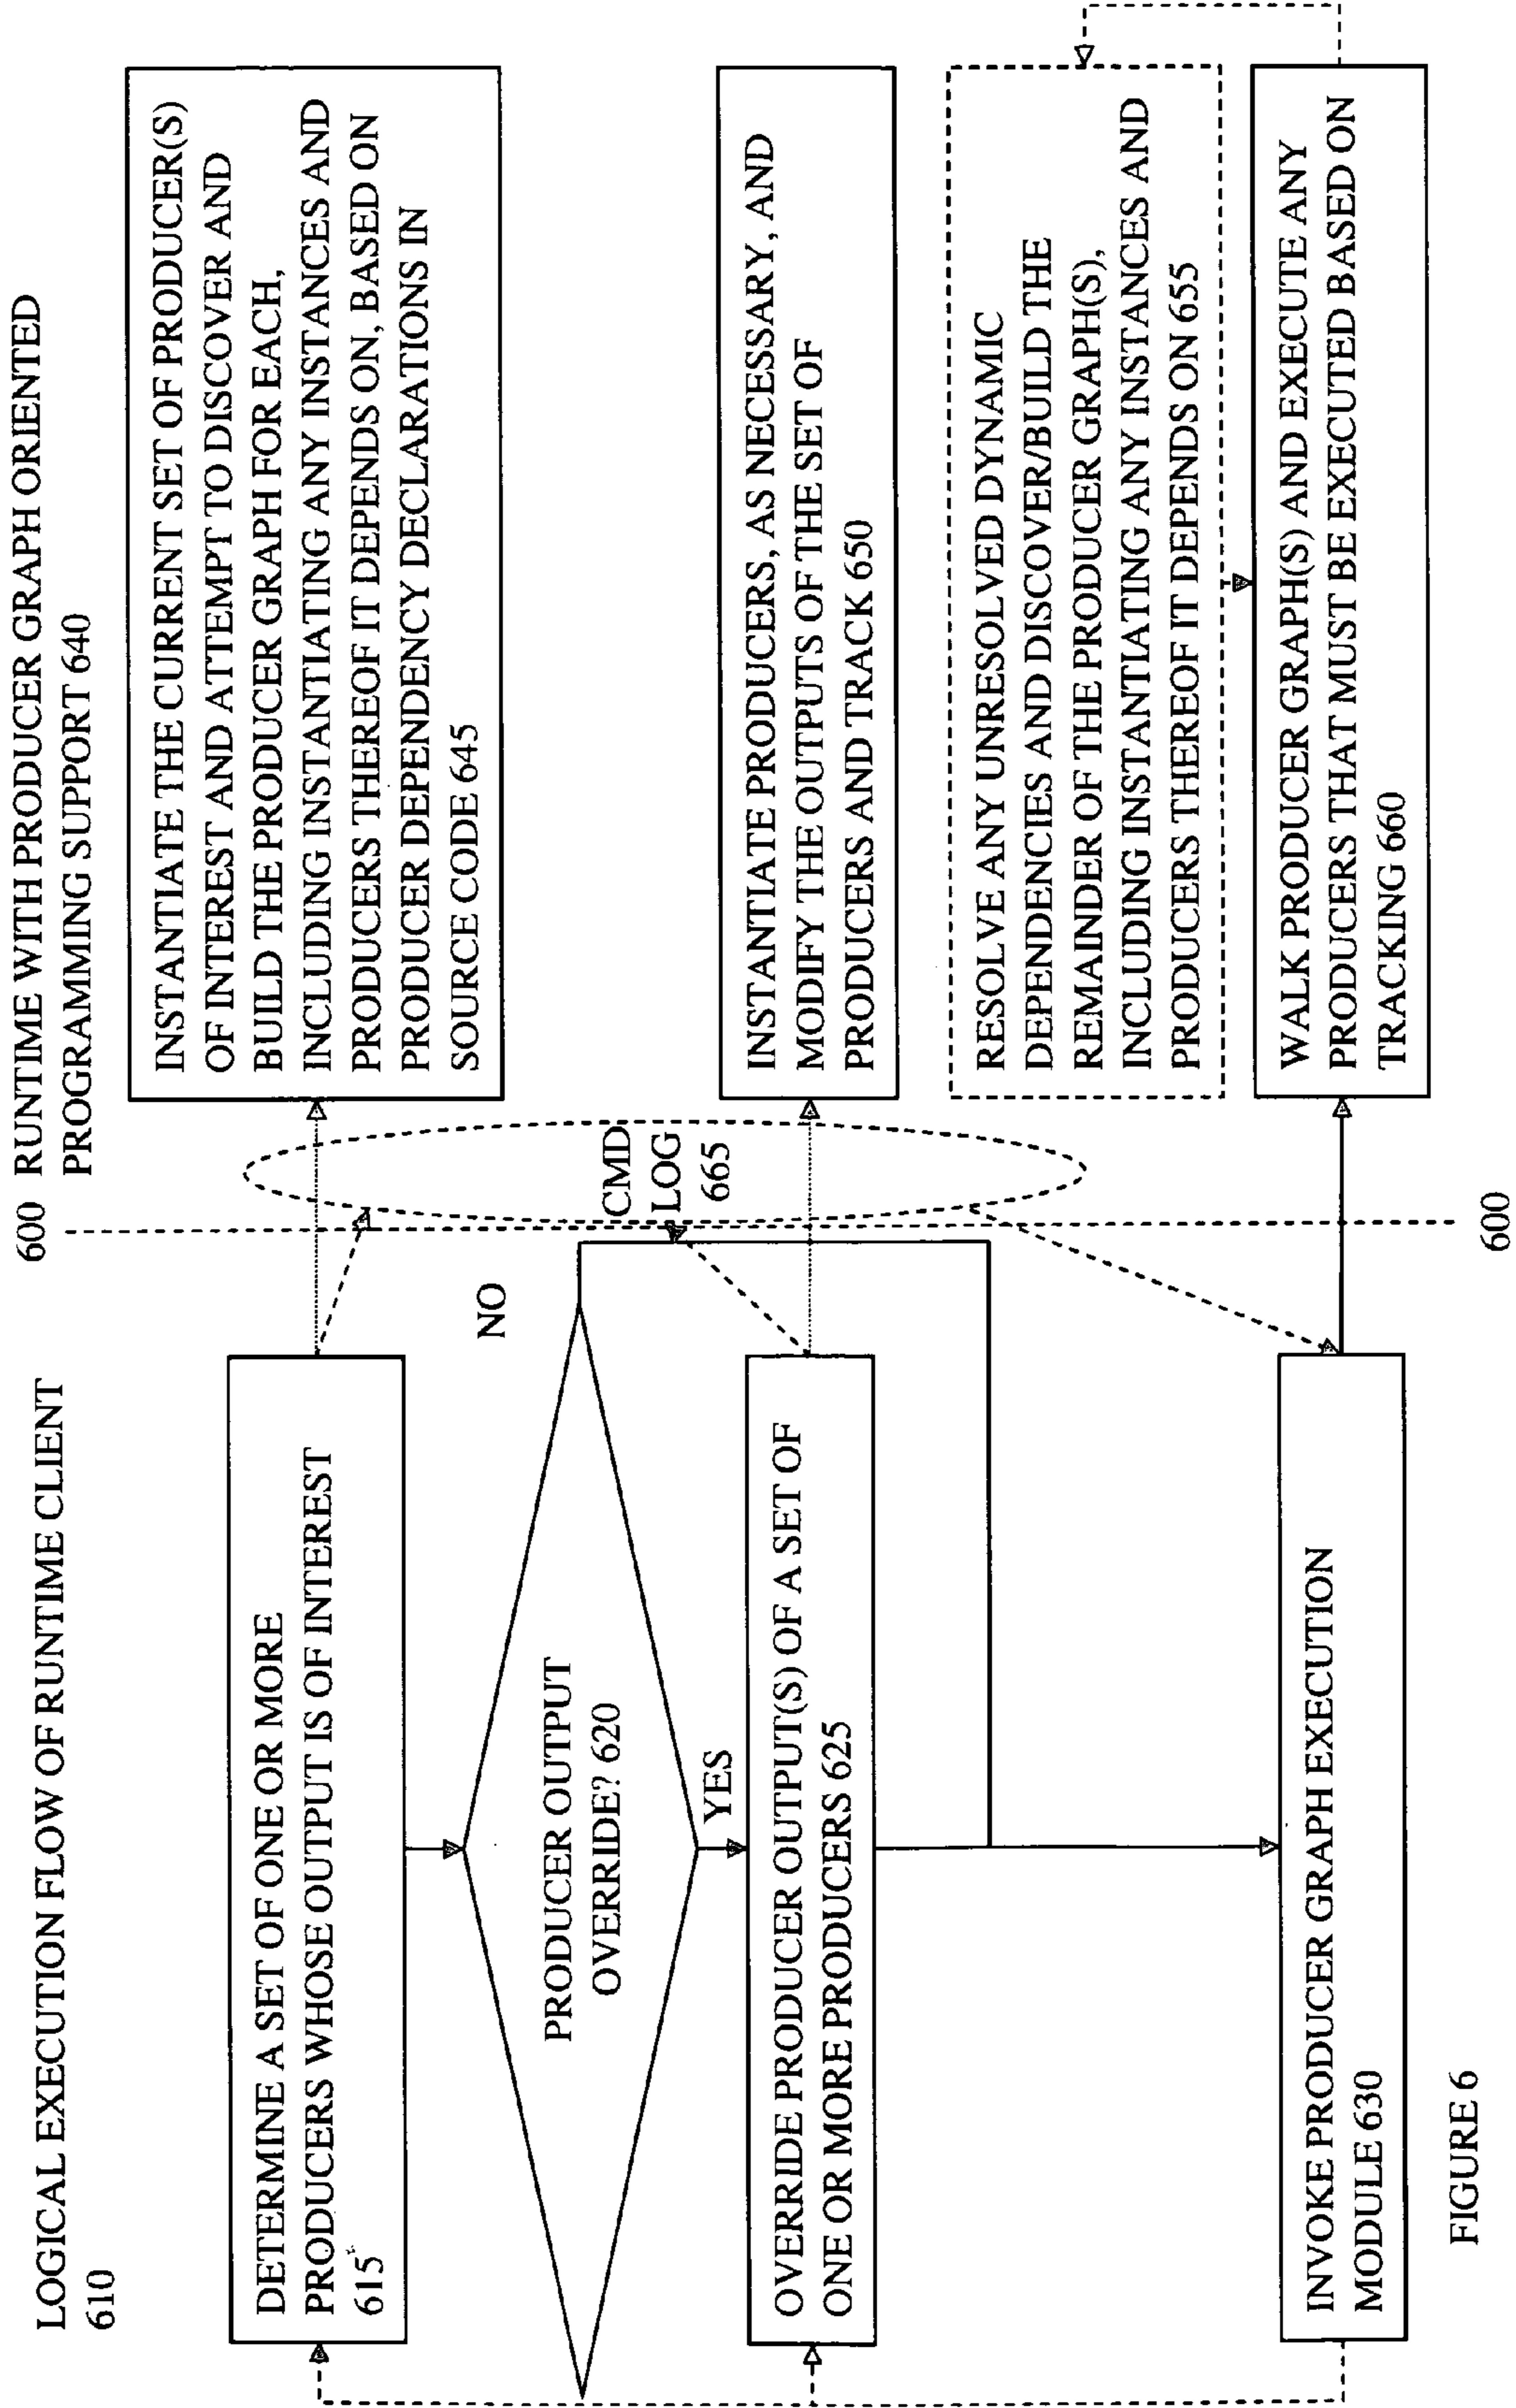 LOGICAL EXECUTION FLOW OF RUNTIME CLIENT
610
DETERMINE A SET OF ONE OR MORE
PRODUCERS WHOSE OUTPUT IS OF INTEREST
615
PRODUCER OUTPUT
OVERRIDE? 620
NO
YES
OVERRIDE PRODUCER OUTPUT(S) OF A SET OF
ONE OR MORE PRODUCERS 625
INVOKE PRODUCER GRAPH EXECUTION
MODULE 630
600
RUNTIME WITH PRODUCER GRAPH ORIENTED
PROGRAMMING SUPPORT 640
INSTANTIATE THE CURRENT SET OF PRODUCER(S)
OF INTEREST AND ATTEMPT TO DISCOVER AND
BUILD THE PRODUCER GRAPH FOR EACH,
INCLUDING INSTANTIATING ANY INSTANCES AND
PRODUCERS THEREOF IT DEPENDS ON, BASED ON
PRODUCER DEPENDENCY DECLARATIONS IN
SOURCE CODE 645
CMD
LOG
665
INSTANTIATE PRODUCERS, AS NECESSARY, AND
MODIFY THE OUTPUTS OF THE SET OF
PRODUCERS AND TRACK 650
RESOLVE ANY UNRESOLVED DYNAMIC
DEPENDENCIES AND DISCOVER/BUILD THE
REMAINDER OF THE PRODUCER GRAPH(S),
INCLUDING INSTANTIATING ANY INSTANCES AND
PRODUCERS THEREOF IT DEPENDS ON 655
WALK PRODUCER GRAPH(S) AND EXECUTE ANY
PRODUCERS THAT MUST BE EXECUTED BASED ON
TRACKING 660
600
FIGURE 6